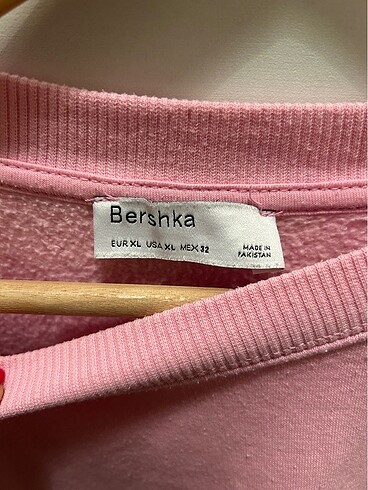 Bershka
EUR XL USA XL MEX 32
MADE IN
PAKISTAN